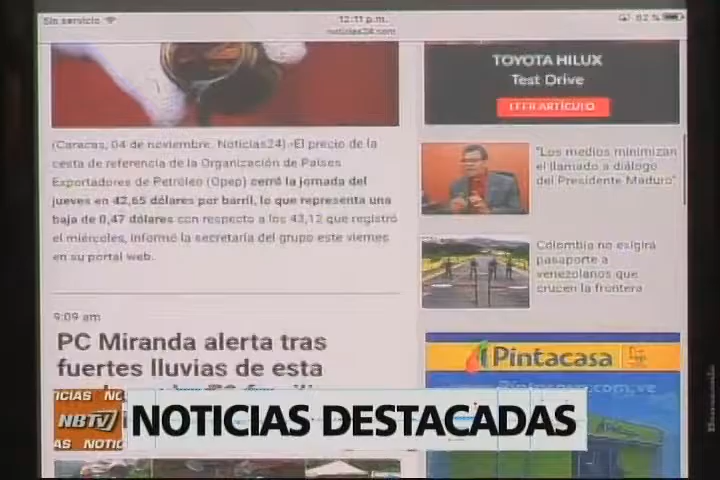 Sin servicio
12:11 p.m.
62 %
noticias24.com
TOYOTA HILUX
Test Drive
LEER ARTÍCULO
(Caracas, 04 de noviembre. Noticias24)-El precio de la
cesta de referencia de la Organización de Países
Exportadores de Petróleo (Opep) cerró la jornada del
jueves en 42,65 dólares por barril, lo que representa una
baja de 0,47 dólares con respecto a los 43,12 que registró
el miércoles, informó la secretaría del grupo este viernes
en su portal web.
"Los medios minimizan
el llamado a diálogo
del Presidente Maduro"
Colombia no exigirá
pasaporte a
venezolanos que
crucen la frontera
9:09 am
PC Miranda alerta tras
fuertes lluvias de esta
Pintacasa
NBTV
NOTICIAS DESTACADAS